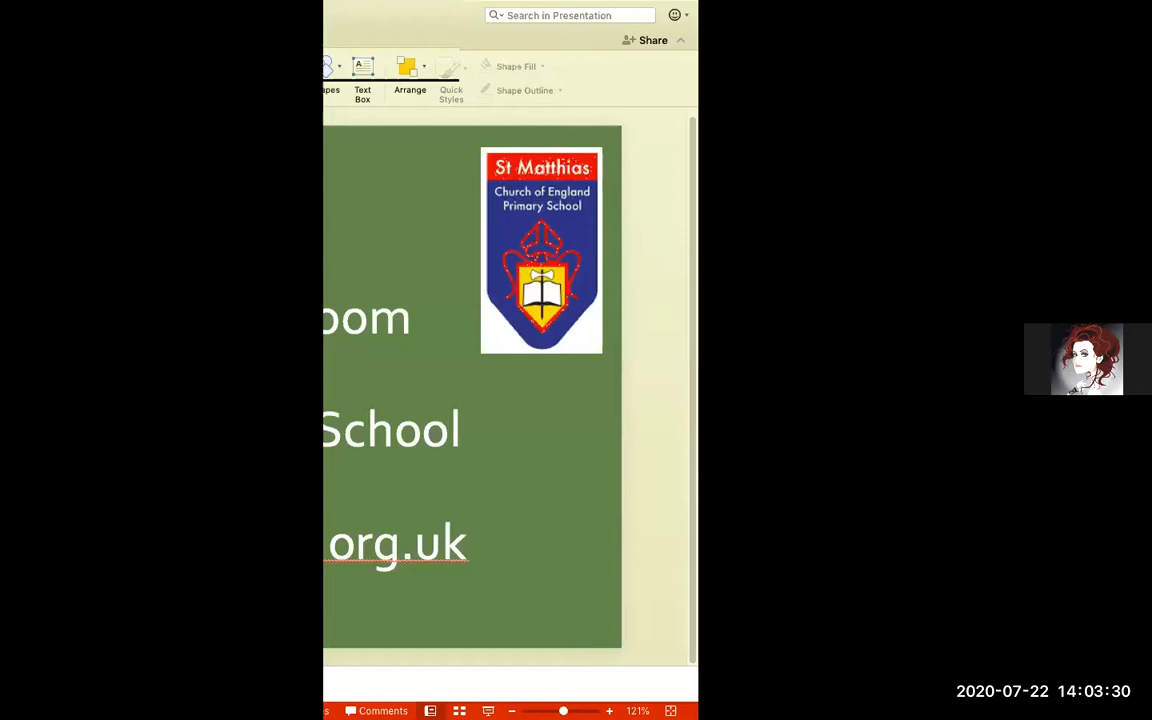 Search in Presentation
Share
apes
Text
Box
Arrange
Quick
Styles
Shape Fill
Shape Outline
A
St Matthias
Church of England
Primary School
oom
School
org.uk
s
Comments
121%
2020-07-22 14:03:30